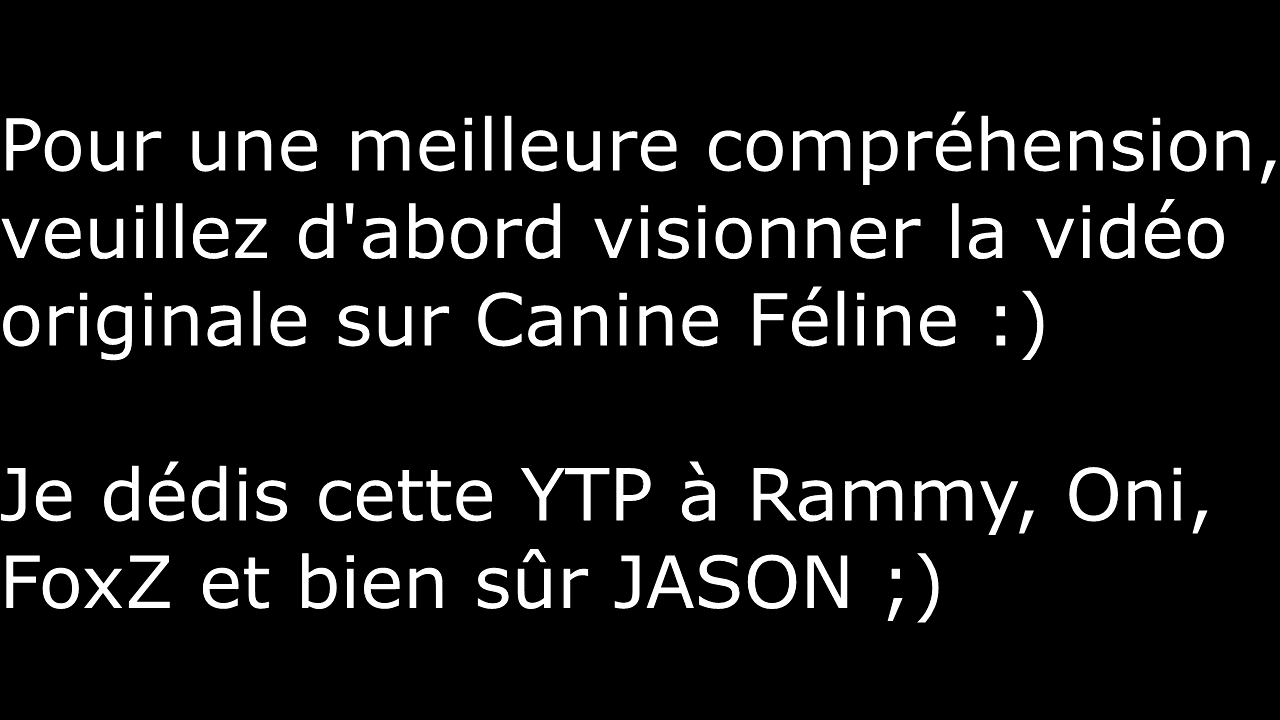 Pour une meilleure compréhension,
veuillez d'abord visionner la vidéo
originale sur Canine Féline :)
Je dédis cette YTP à Rammy, Oni,
FoxZ et bien sûr JASON ;)